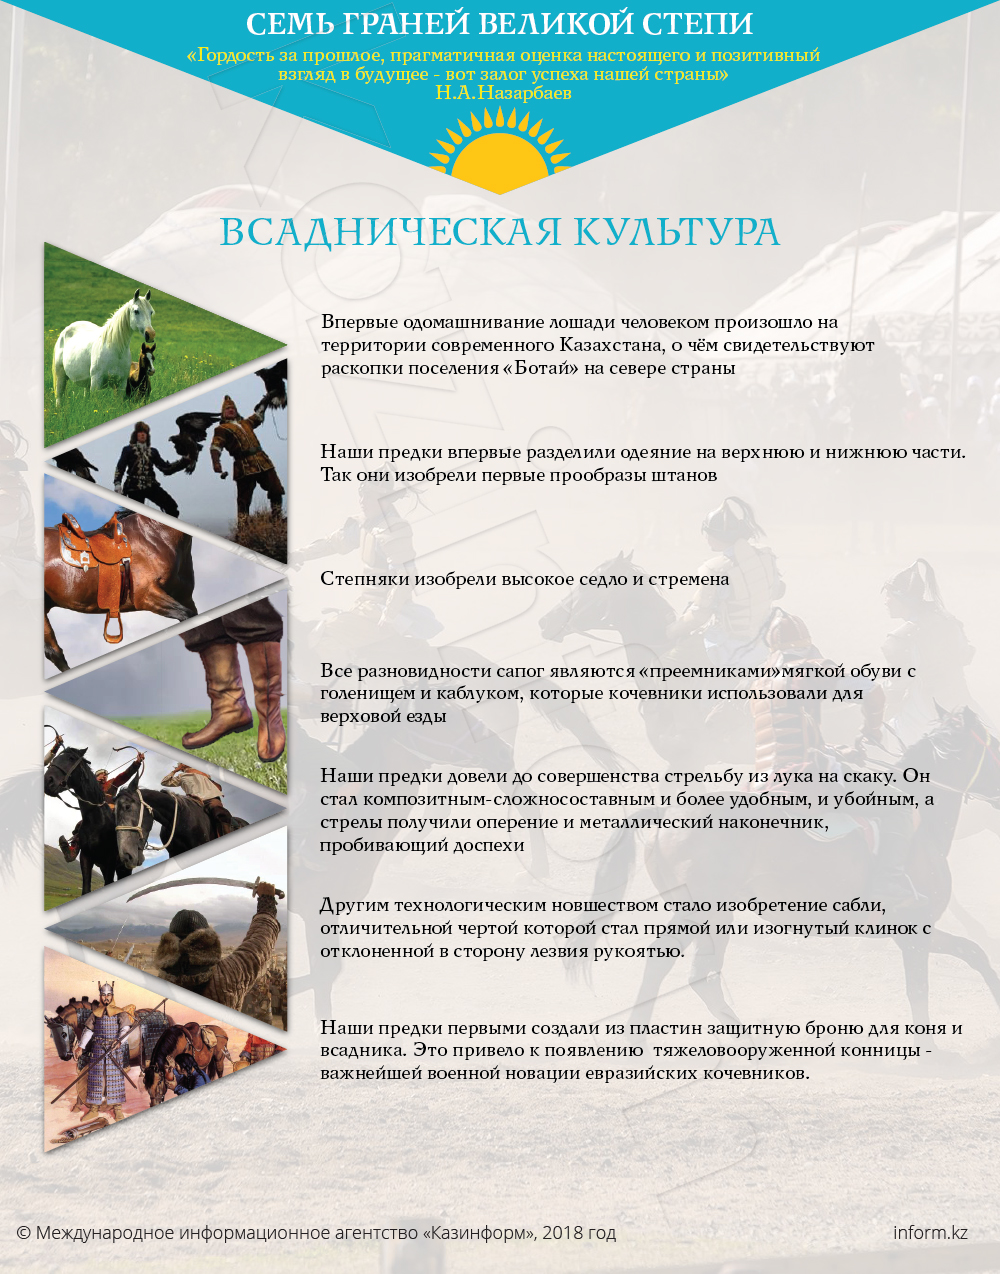 СЕМЬ ГРАНЕЙ ВЕЛИКОЙ СТЕПИ
«Гордость за прошлое, прагматичная оценка настоящего и позитивный
взгляд в будущее - вот залог успеха нашей страны»
Н.А.Назарбаев
ВСАДНИЧЕСКАЯ КУЛЬТУРА
Впервые одомашнивание лошади человеком произошло на
территории современного Казахстана, о чём свидетельствуют
раскопки поселения «Ботай» на севере страны
Наши предки впервые разделили одеяние на верхнюю и нижнюю части.
Так они изобрели первые прообразы штанов
Степняки изобрели высокое седло и стремена
Все разновидности сапог являются «преемниками»мягкой обуви с
голенищем и каблуком, которые кочевники использовали для
верховой езды
Наши предки довели до совершенства стрельбу из лука на скаку. Он
стал композитным-сложносоставным и более удобным, и убойным, а
стрелы получили оперение и металлический наконечник,
пробивающий доспехи
Другим технологическим новшеством стало изобретение сабли,
отличительной чертой которой стал прямой или изогнутый клинок с
отклоненной в сторону лезвия рукоятью.
Наши предки первыми создали из пластин защитную броню для коня и
всадника. Это привело к появлению  тяжеловооруженной конницы -
важнейшей военной новации евразийских кочевников.
© Международное информационное агентство «Казинформ», 2018 год
inform.kz